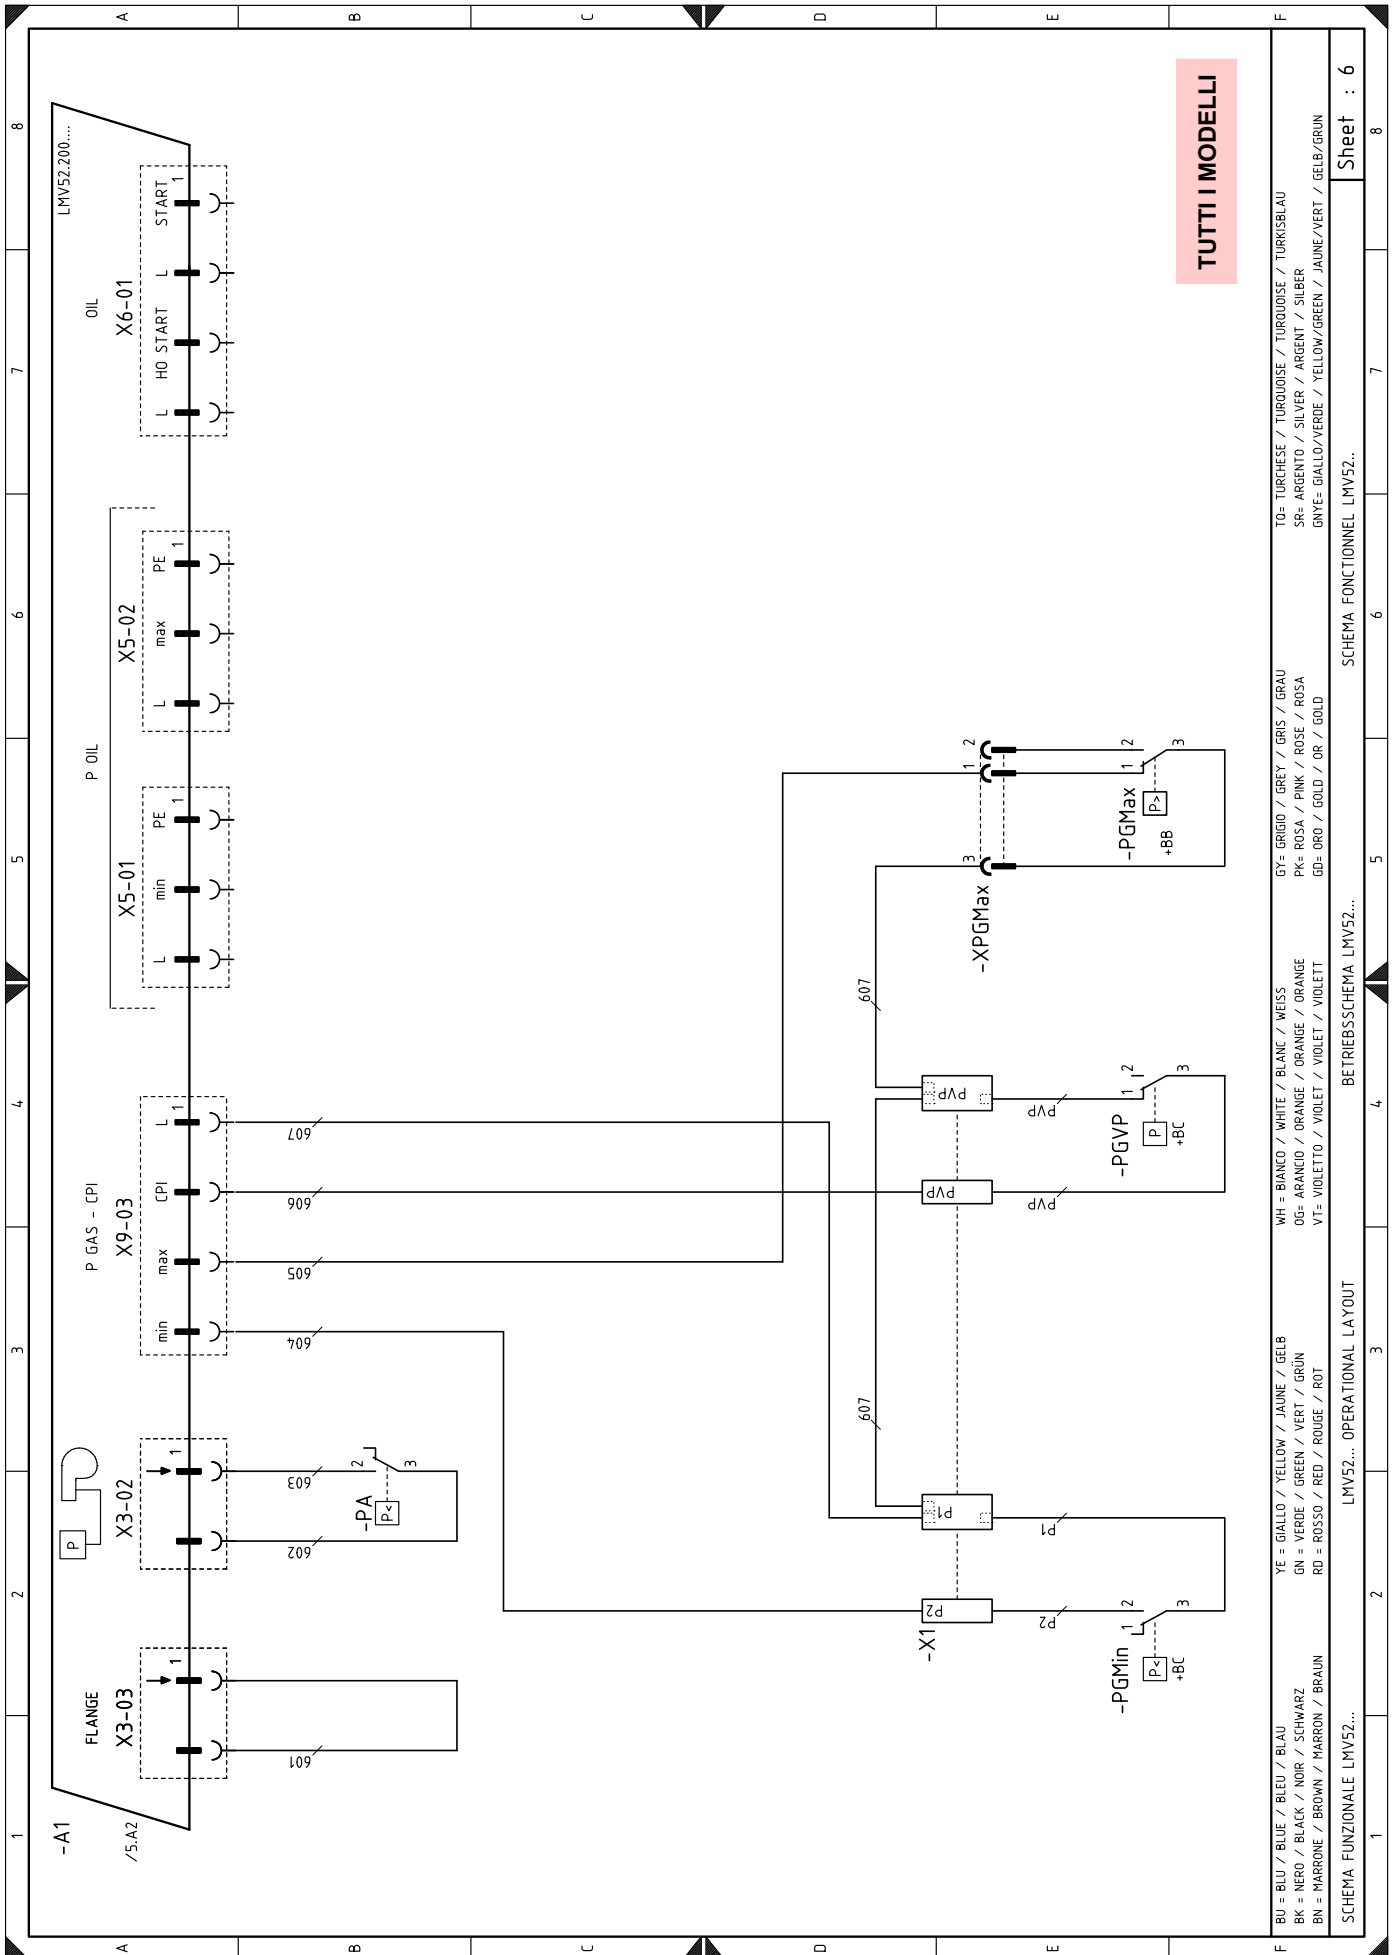 1 2 3 4 5 6 7 8
A
B
C
D
E
F
-A1
/5.A2
LMV52.200....
FLANGE
X3-03
1
601
P
X3-02
1
602
603
-PA
P<
2
3
P GAS - CPI
X9-03
min
max
CPI
L
1
604
605
606
607
P OIL
X5-01
L
min
PE
1
X5-02
L
max
PE
1
OIL
X6-01
L
HO START
L
START
1
607
607
-X1
P2
P1
PVP
PVP
P2
P1
PVP
PVP
-XPGMax
3
1
2
-PGMin
P<
+BC
1
2
3
-PGVP
P
+BC
1
2
3
-PGMax
P>
+BB
1
2
3
TUTTI I MODELLI
BU = BLU / BLUE / BLEU / BLAU
BK = NERO / BLACK / NOIR / SCHWARZ
BN = MARRONE / BROWN / MARRON / BRAUN
YE = GIALLO / YELLOW / JAUNE / GELB
GN = VERDE / GREEN / VERT / GRÜN
RD = ROSSO / RED / ROUGE / ROT
WH = BIANCO / WHITE / BLANC / WEISS
OG= ARANCIO / ORANGE / ORANGE / ORANGE
VT= VIOLETTO / VIOLET / VIOLET / VIOLETT
GY= GRIGIO / GREY / GRIS / GRAU
PK= ROSA / PINK / ROSE / ROSA
GD= ORO / GOLD / OR / GOLD
TQ= TURCHESE / TURQUOISE / TURQUOISE / TURKISBLAU
SR= ARGENTO / SILVER / ARGENT / SILBER
GNYE= GIALLO/VERDE / YELLOW/GREEN / JAUNE/VERT / GELB/GRUN
SCHEMA FUNZIONALE LMV52... LMV52... OPERATIONAL LAYOUT BETRIEBSSCHEMA LMV52... SCHEMA FONCTIONNEL LMV52..
Sheet : 6
1 2 3 4 5 6 7 8
A
B
C
D
E
F